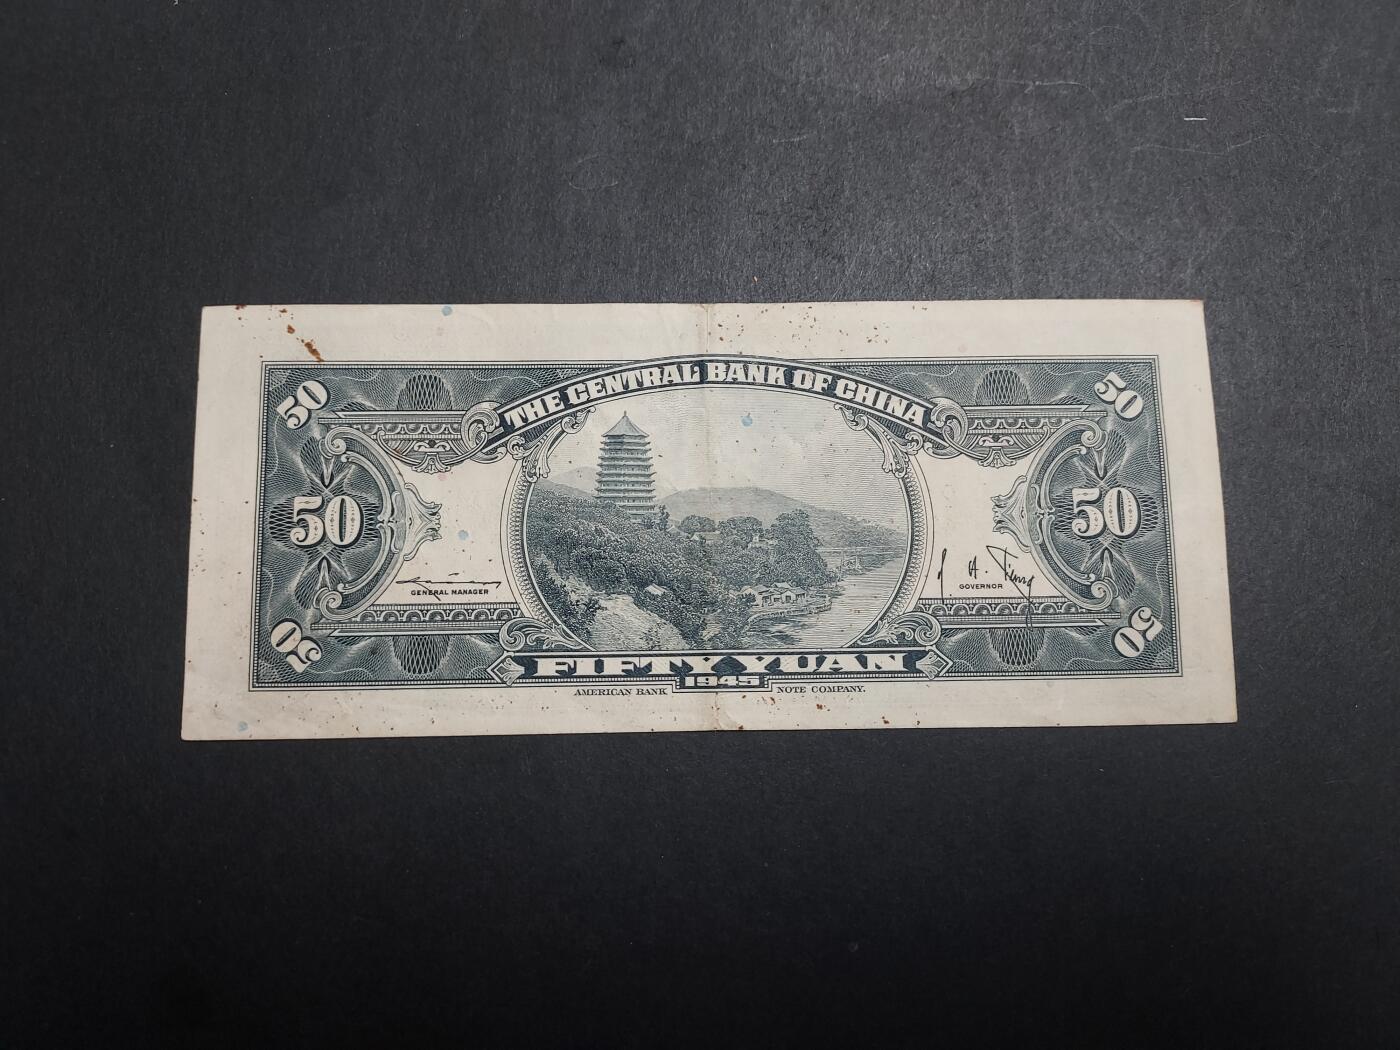 THE CENTRAL BANK OF CHINA
50 50
50 50
GENERAL MANAGER GOVERNOR
50 50
FIFTY YUAN
1945
AMERICAN BANK NOTE COMPANY.